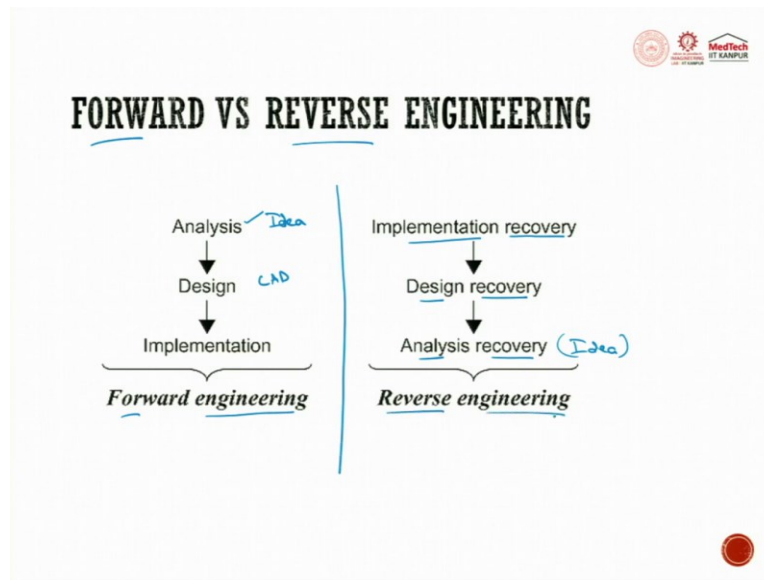 MedTech
IIT KANPUR
FORWARD VS REVERSE ENGINEERING
Analysis Idea
Design CAD
Implementation
Forward engineering
Implementation recovery
Design recovery
Analysis recovery (Idea)
Reverse engineering